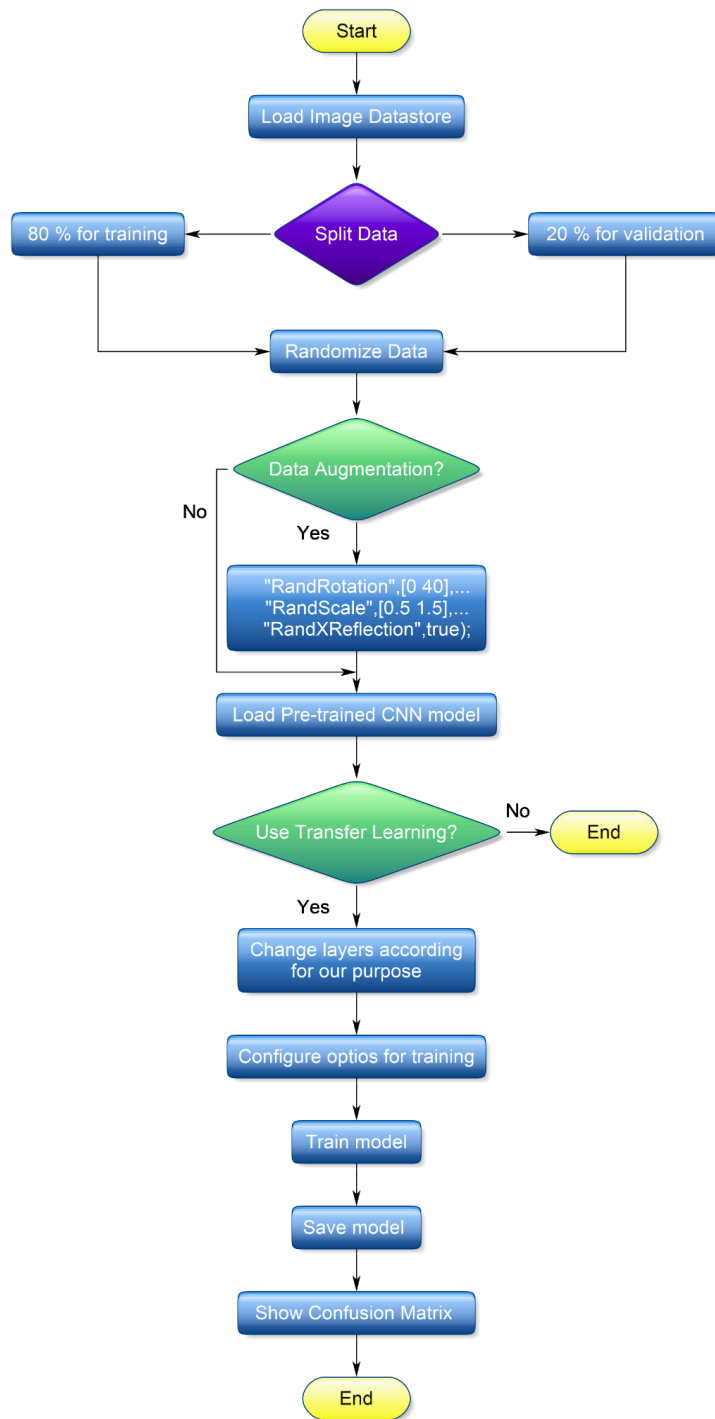 Start
Load Image Datastore
80 % for training
Split Data
20 % for validation
Randomize Data
Data Augmentation?
No
Yes
"RandRotation",[0 40],...
"RandScale",[0.5 1.5],...
"RandXReflection",true);
Load Pre-trained CNN model
Use Transfer Learning?
No
End
Yes
Change layers according
for our purpose
Configure optios for training
Train model
Save model
Show Confusion Matrix
End